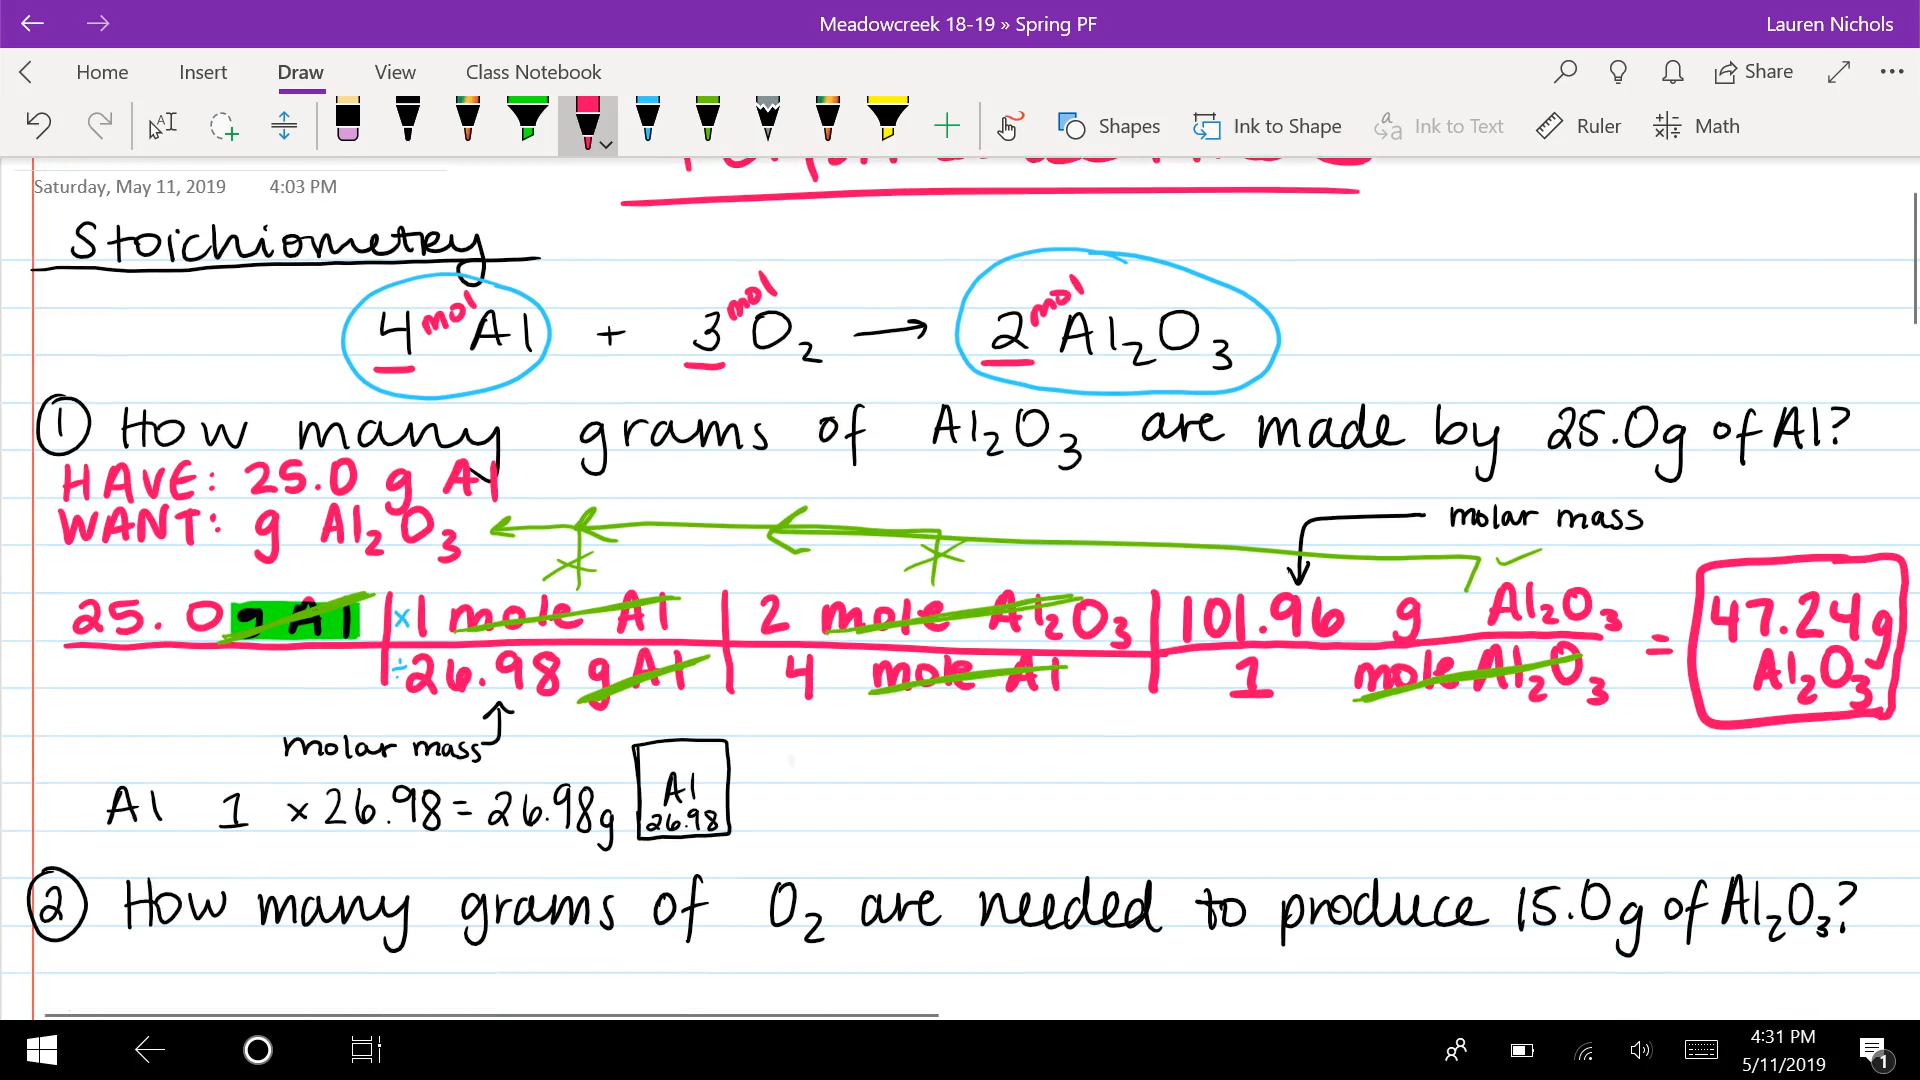 Meadowcreek 18-19 » Spring PF
Lauren Nichols
Home Insert Draw View Class Notebook Share
Shapes Ink to Shape Ink to Text Ruler Math
Saturday, May 11, 2019 4:03 PM
Stoichiometry
4 mol Al + 3 mol O₂ → 2 mol Al₂O₃
① How many grams of Al₂O₃ are made by 25.0g of Al?
HAVE: 25.0 g Al
WANT: g Al₂O₃
molar mass
25.0 g Al | × 1 mole Al | 2 mole Al₂O₃ | 101.96 g Al₂O₃ = 47.24g
÷ 26.98 g Al | 4 mole Al | 1 mole Al₂O₃ Al₂O₃
molar mass
Al 1 × 26.98 = 26.98g
Al
26.98
② How many grams of O₂ are needed to produce 15.0g of Al₂O₃?
4:31 PM
5/11/2019
1